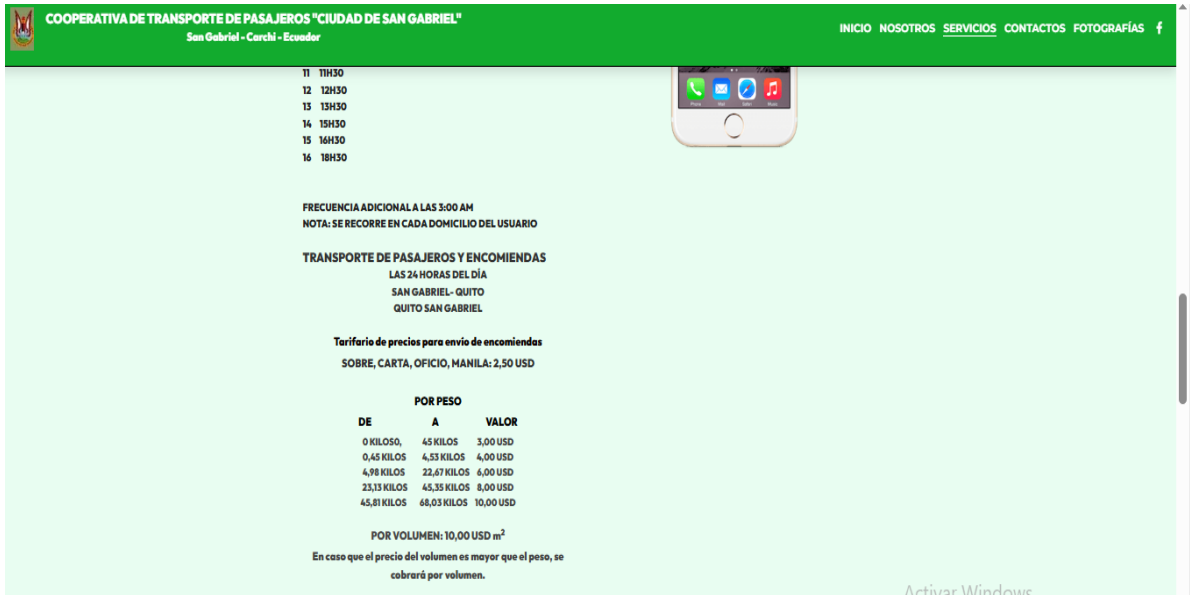 COOPERATIVA DE TRANSPORTE DE PASAJEROS "CIUDAD DE SAN GABRIEL"
San Gabriel - Carchi - Ecuador
INICIO NOSOTROS SERVICIOS CONTACTOS FOTOGRAFÍAS f
11 11H30
12 12H30
13 13H30
14 15H30
15 16H30
16 18H30
Phone Mail Safari Music
FRECUENCIA ADICIONAL A LAS 3:00 AM
NOTA: SE RECORRE EN CADA DOMICILIO DEL USUARIO
TRANSPORTE DE PASAJEROS Y ENCOMIENDAS
LAS 24 HORAS DEL DÍA
SAN GABRIEL- QUITO
QUITO SAN GABRIEL
Tarifario de precios para envío de encomiendas
SOBRE, CARTA, OFICIO, MANILA: 2,50 USD
POR PESO
DE A VALOR
0 KILOS0, 45 KILOS 3,00 USD
0,45 KILOS 4,53 KILOS 4,00 USD
4,98 KILOS 22,67 KILOS 6,00 USD
23,13 KILOS 45,35 KILOS 8,00 USD
45,81 KILOS 68,03 KILOS 10,00 USD
POR VOLUMEN: 10,00 USD m²
En caso que el precio del volumen es mayor que el peso, se
cobrará por volumen.
Activar Windows